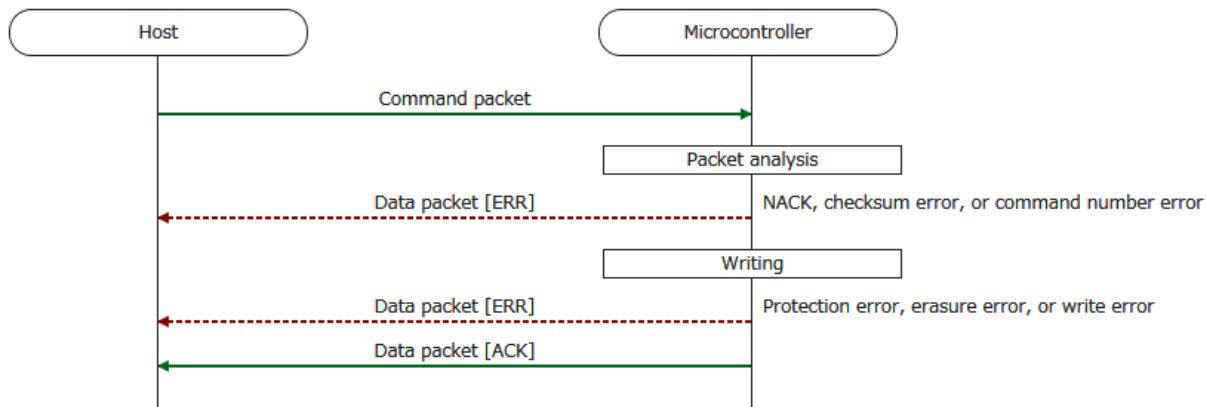 Host
Microcontroller
Command packet
Packet analysis
Data packet [ERR]
NACK, checksum error, or command number error
Writing
Data packet [ERR]
Protection error, erasure error, or write error
Data packet [ACK]